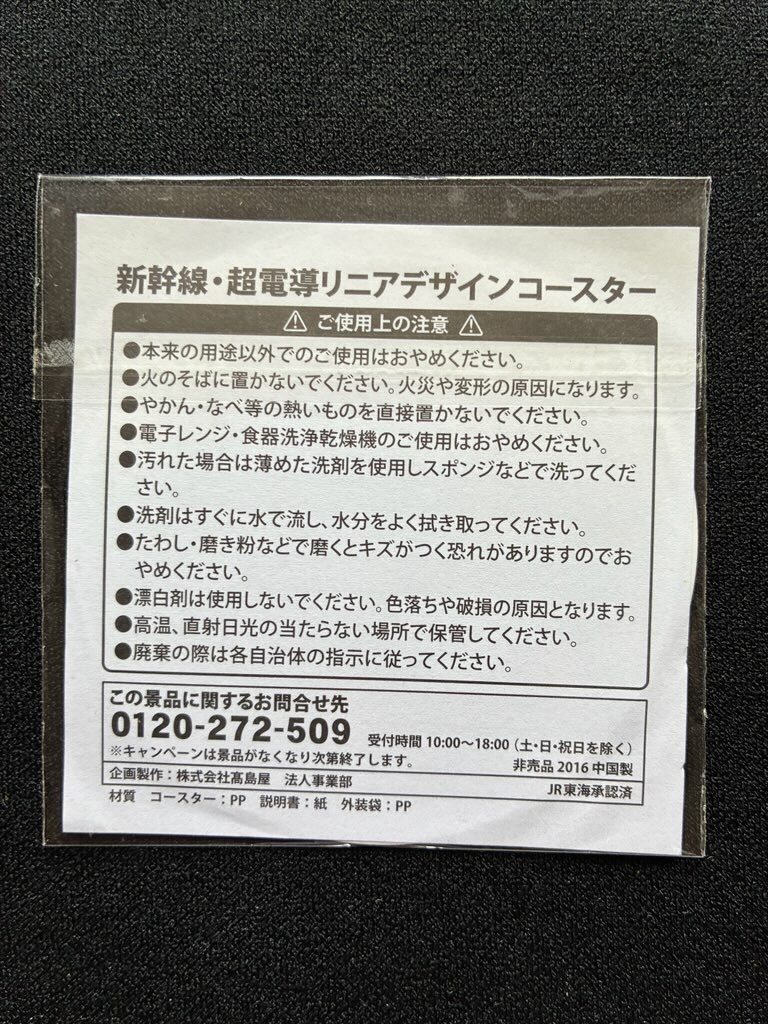 新幹線・超電導リニアデザインコースター
⚠ ご使用上の注意 ⚠
●本来の用途以外でのご使用はおやめください。
●火のそばに置かないでください。火災や変形の原因になります。
●やかん・なべ等の熱いものを直接置かないでください。
●電子レンジ・食器洗浄乾燥機のご使用はおやめください。
●汚れた場合は薄めた洗剤を使用しスポンジなどで洗ってくだ
さい。
●洗剤はすぐに水で流し、水分をよく拭き取ってください。
●たわし・磨き粉などで磨くとキズがつく恐れがありますのでお
やめください。
●漂白剤は使用しないでください。色落ちや破損の原因となります。
●高温、直射日光の当たらない場所で保管してください。
●廃棄の際は各自治体の指示に従ってください。
この景品に関するお問合せ先
0120-272-509 受付時間 10:00〜18:00（土・日・祝日を除く）
※キャンペーンは景品がなくなり次第終了します。 非売品 2016 中国製
企画製作：株式会社髙島屋 法人事業部 JR東海承認済
材質 コースター：PP 説明書：紙 外装袋：PP